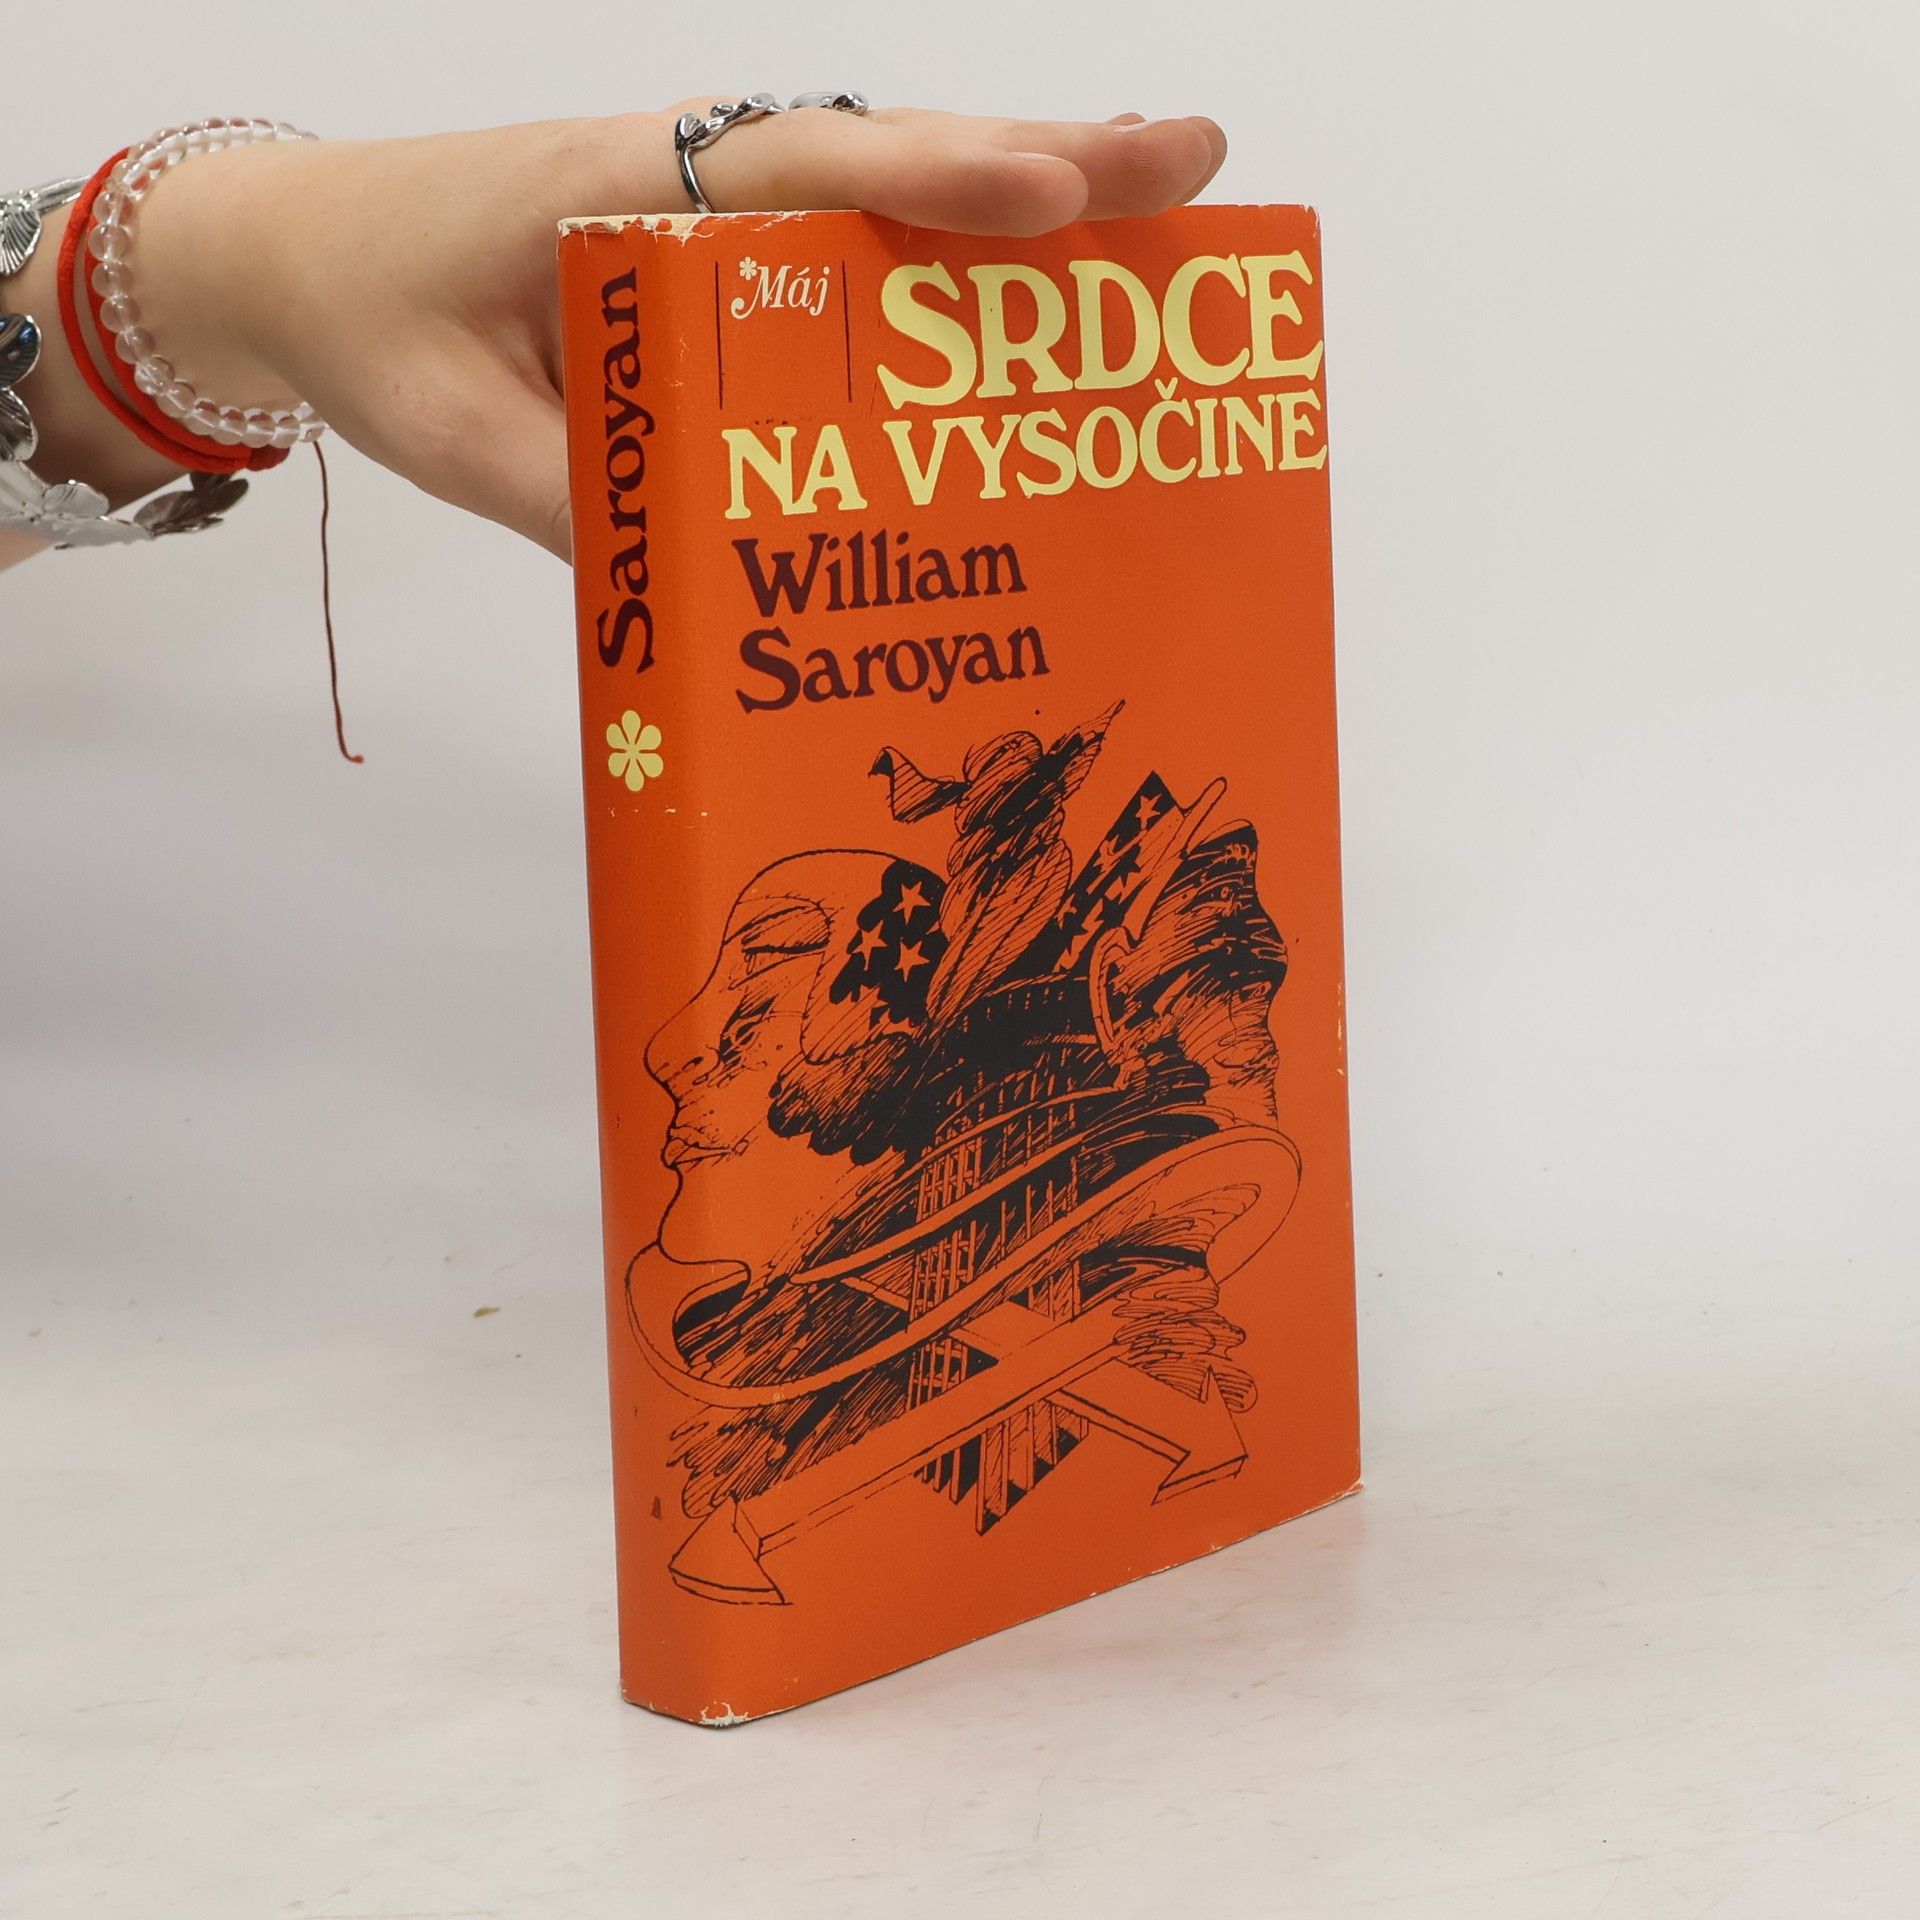 Saroyan
Máj
SRDCE
NA VYSOČINE
William
Saroyan